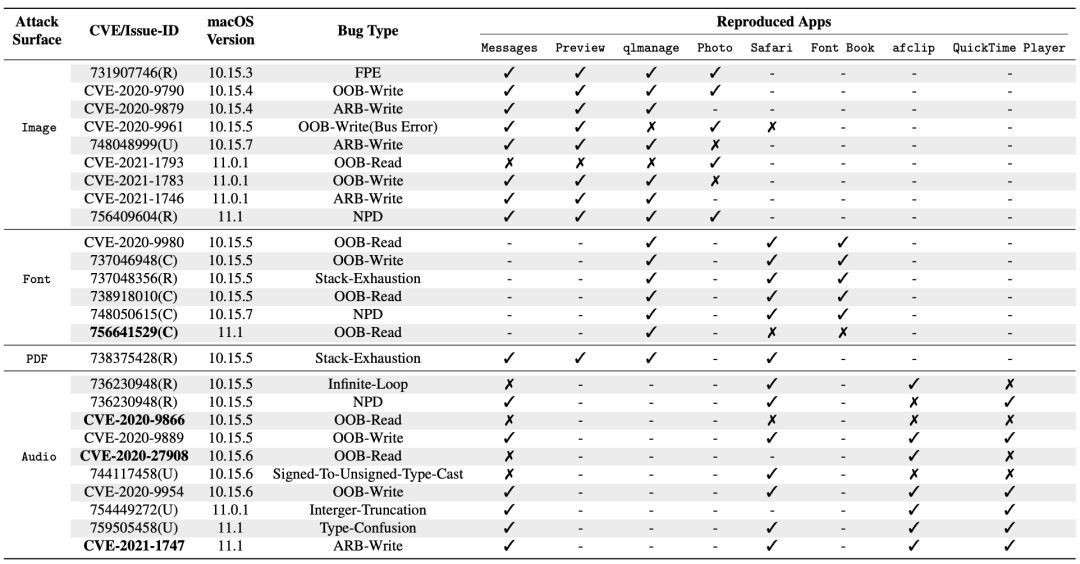 Attack Surface CVE/Issue-ID macOS Version Bug Type Reproduced Apps
Messages Preview qlmanage Photo Safari Font Book afclip QuickTime Player
Image
731907746(R) 10.15.3 FPE ✓ ✓ ✓ ✓ - - - -
CVE-2020-9790 10.15.4 OOB-Write ✓ ✓ ✓ ✓ - - - -
CVE-2020-9879 10.15.4 ARB-Write ✓ ✓ ✓ - - - - -
CVE-2020-9961 10.15.5 OOB-Write(Bus Error) ✓ ✓ ✗ ✓ ✗ - - -
748048999(U) 10.15.7 ARB-Write ✓ ✓ ✓ ✗ - - - -
CVE-2021-1793 11.0.1 OOB-Read ✗ ✗ ✗ ✓ - - - -
CVE-2021-1783 11.0.1 OOB-Write ✓ ✓ ✓ ✗ - - - -
CVE-2021-1746 11.0.1 ARB-Write ✓ ✓ ✓ - - - - -
756409604(R) 11.1 NPD ✓ ✓ ✓ ✓ - - - -
Font
CVE-2020-9980 10.15.5 OOB-Read - - ✓ - ✓ ✓ - -
737046948(C) 10.15.5 OOB-Write - - ✓ - ✓ ✓ - -
737048356(R) 10.15.5 Stack-Exhaustion - - ✓ - ✓ ✓ - -
738918010(C) 10.15.5 OOB-Read - - ✓ - ✓ ✓ - -
748050615(C) 10.15.7 NPD - - ✓ - ✓ ✓ - -
756641529(C) 11.1 OOB-Read - - ✓ - ✗ ✗ - -
PDF
738375428(R) 10.15.5 Stack-Exhaustion ✓ ✓ ✓ - ✓ - - -
Audio
736230948(R) 10.15.5 Infinite-Loop ✗ - - - ✓ - ✓ ✗
736230948(R) 10.15.5 NPD ✓ - - - ✓ - ✗ ✓
CVE-2020-9866 10.15.5 OOB-Read ✗ - - - ✗ - ✗ ✗
CVE-2020-9889 10.15.5 OOB-Write ✓ - - - ✓ - ✓ ✓
CVE-2020-27908 10.15.6 OOB-Read ✗ - - - - - ✓ ✗
744117458(U) 10.15.6 Signed-To-Unsigned-Type-Cast ✗ - - - ✓ - ✗ ✗
CVE-2020-9954 10.15.6 OOB-Write ✓ - - - ✓ - ✓ ✓
754449272(U) 11.0.1 Interger-Truncation ✓ - - - - - ✓ ✓
759505458(U) 11.1 Type-Confusion ✓ - - - ✓ - ✓ ✓
CVE-2021-1747 11.1 ARB-Write ✓ - - - ✓ - ✓ ✓